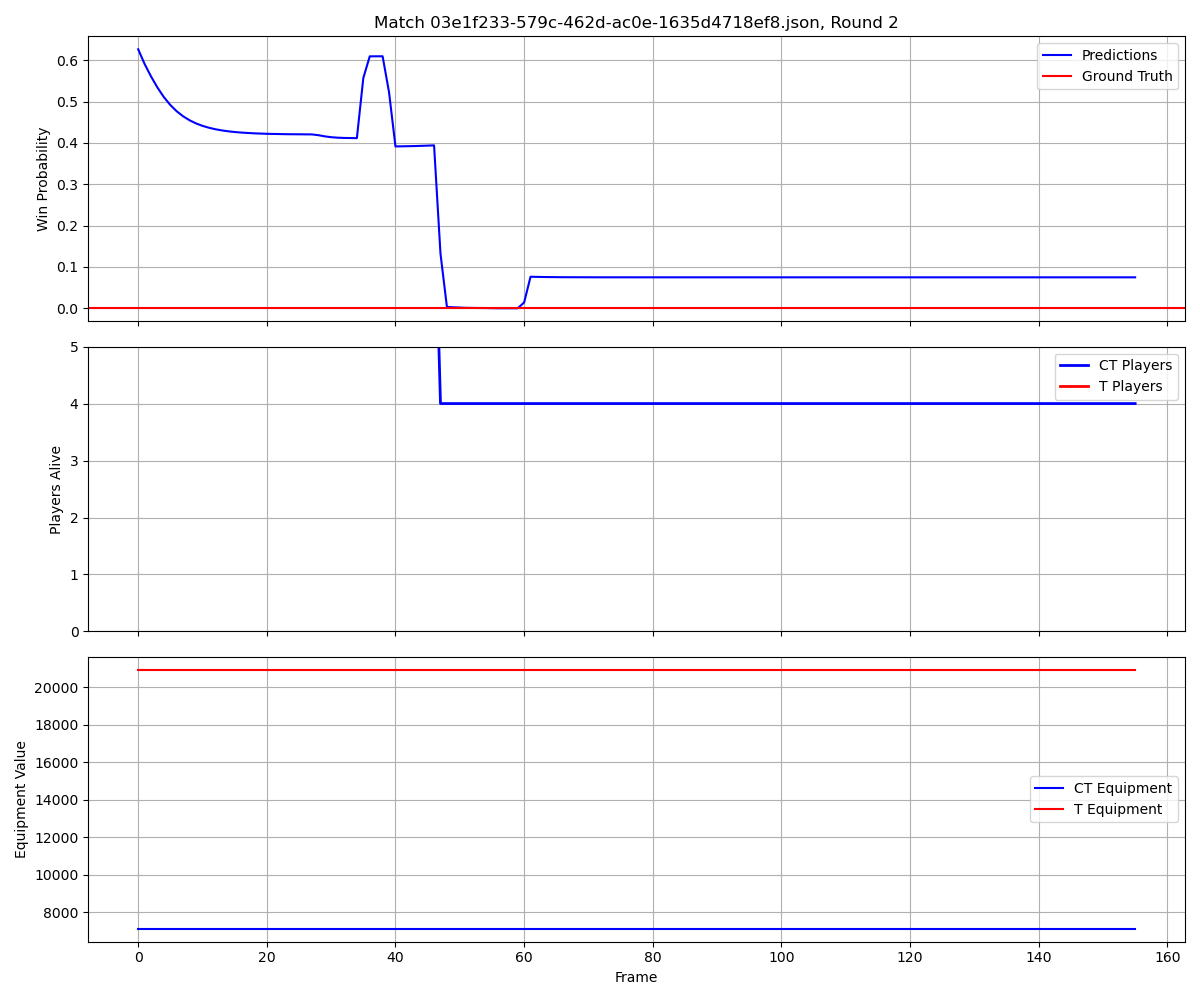 Match 03e1f233-579c-462d-ac0e-1635d4718ef8.json, Round 2
Win Probability
0.6
0.5
0.4
0.3
0.2
0.1
0.0
Predictions
Ground Truth
Players Alive
5
4
3
2
1
0
CT Players
T Players
Equipment Value
20000
18000
16000
14000
12000
10000
8000
CT Equipment
T Equipment
0 20 40 60 80 100 120 140 160
Frame